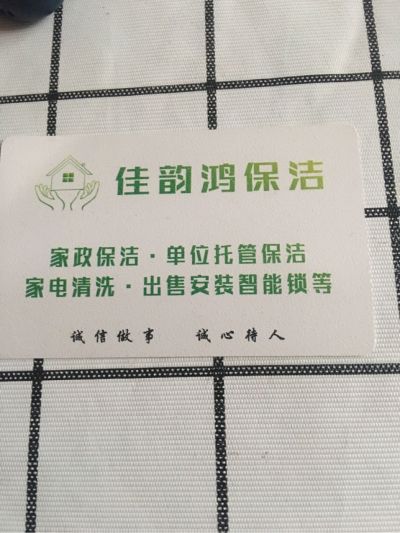 佳韵鸿保洁
家政保洁·单位托管保洁
家电清洗·出售安装智能锁等
诚信做事 诚心待人